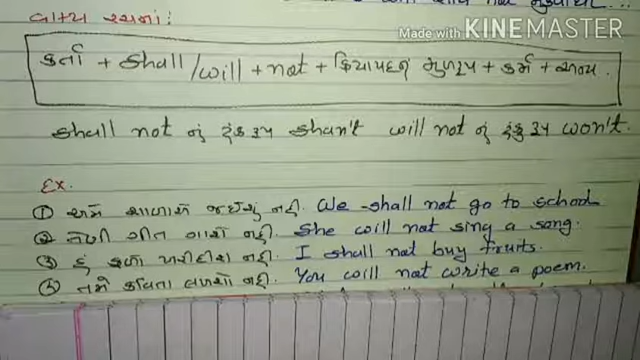 Made with KINEMASTER
વાક્ય રચના:
કર્તા + shall/will + not + ક્રિયાપદનું મુળરૂપ + કર્મ + અન્ય.
shall not નું ટુંકુ રૂપ shan't will not નું ટુંકુ રૂપ won't.
Ex.
① અમે શાળાએ જઈશું નહી. We shall not go to school
② તેણી ગીત ગાશે નહી. She will not sing a song.
③ હું ફળો ખરીદીશ નહી. I shall not buy fruits.
④ તમે કવિતા લખશો નહી. You will not write a poem.